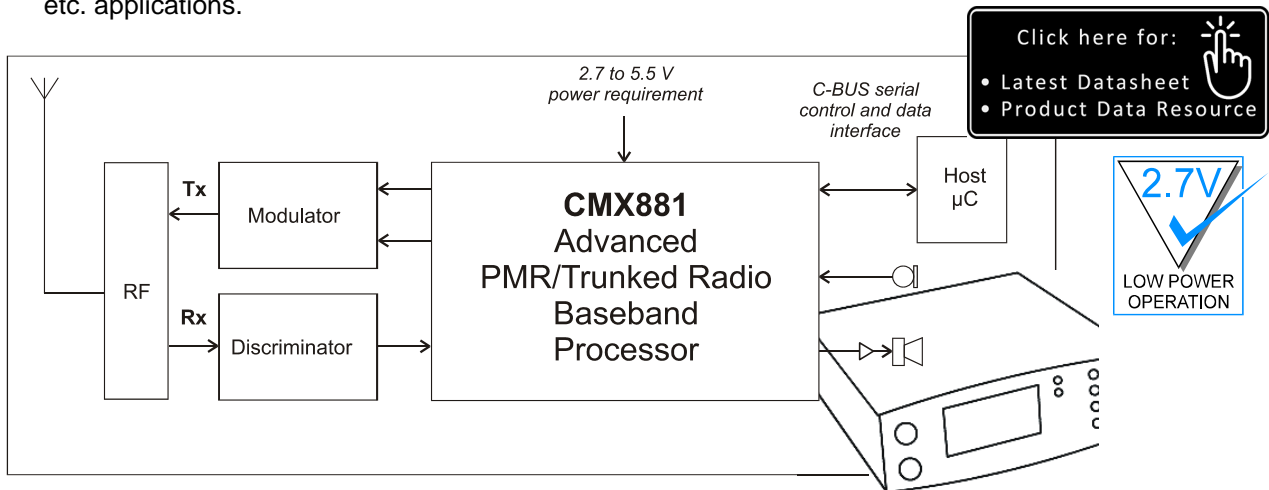 etc. applications.
Click here for:
• Latest Datasheet
• Product Data Resource
2.7 to 5.5 V
power requirement
C-BUS serial
control and data
interface
Host
µC
2.7V
LOW POWER
OPERATION
Tx
Modulator
CMX881
Advanced
PMR/Trunked Radio
Baseband
Processor
RF
Rx
Discriminator